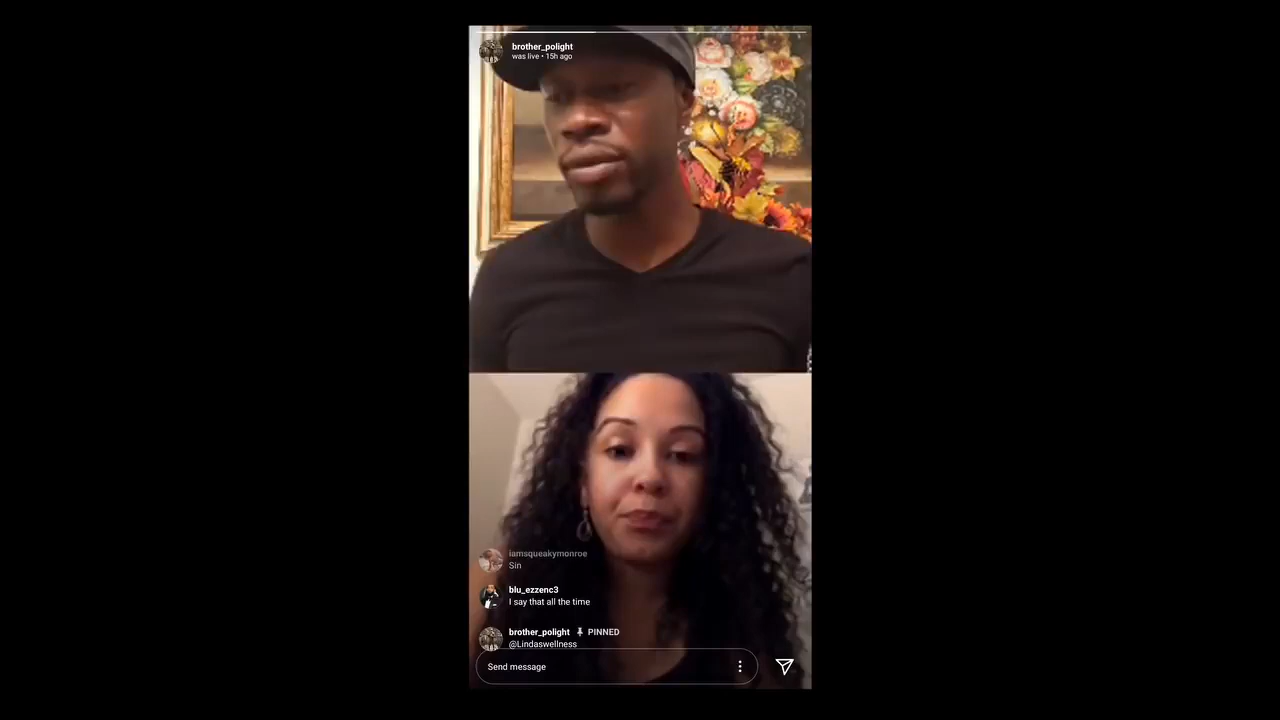 brother_polight
was live • 15h ago
iamsqueakymonroe
Sin
blu_ezzenc3
I say that all the time
brother_polight PINNED
@Lindaswellness
Send message